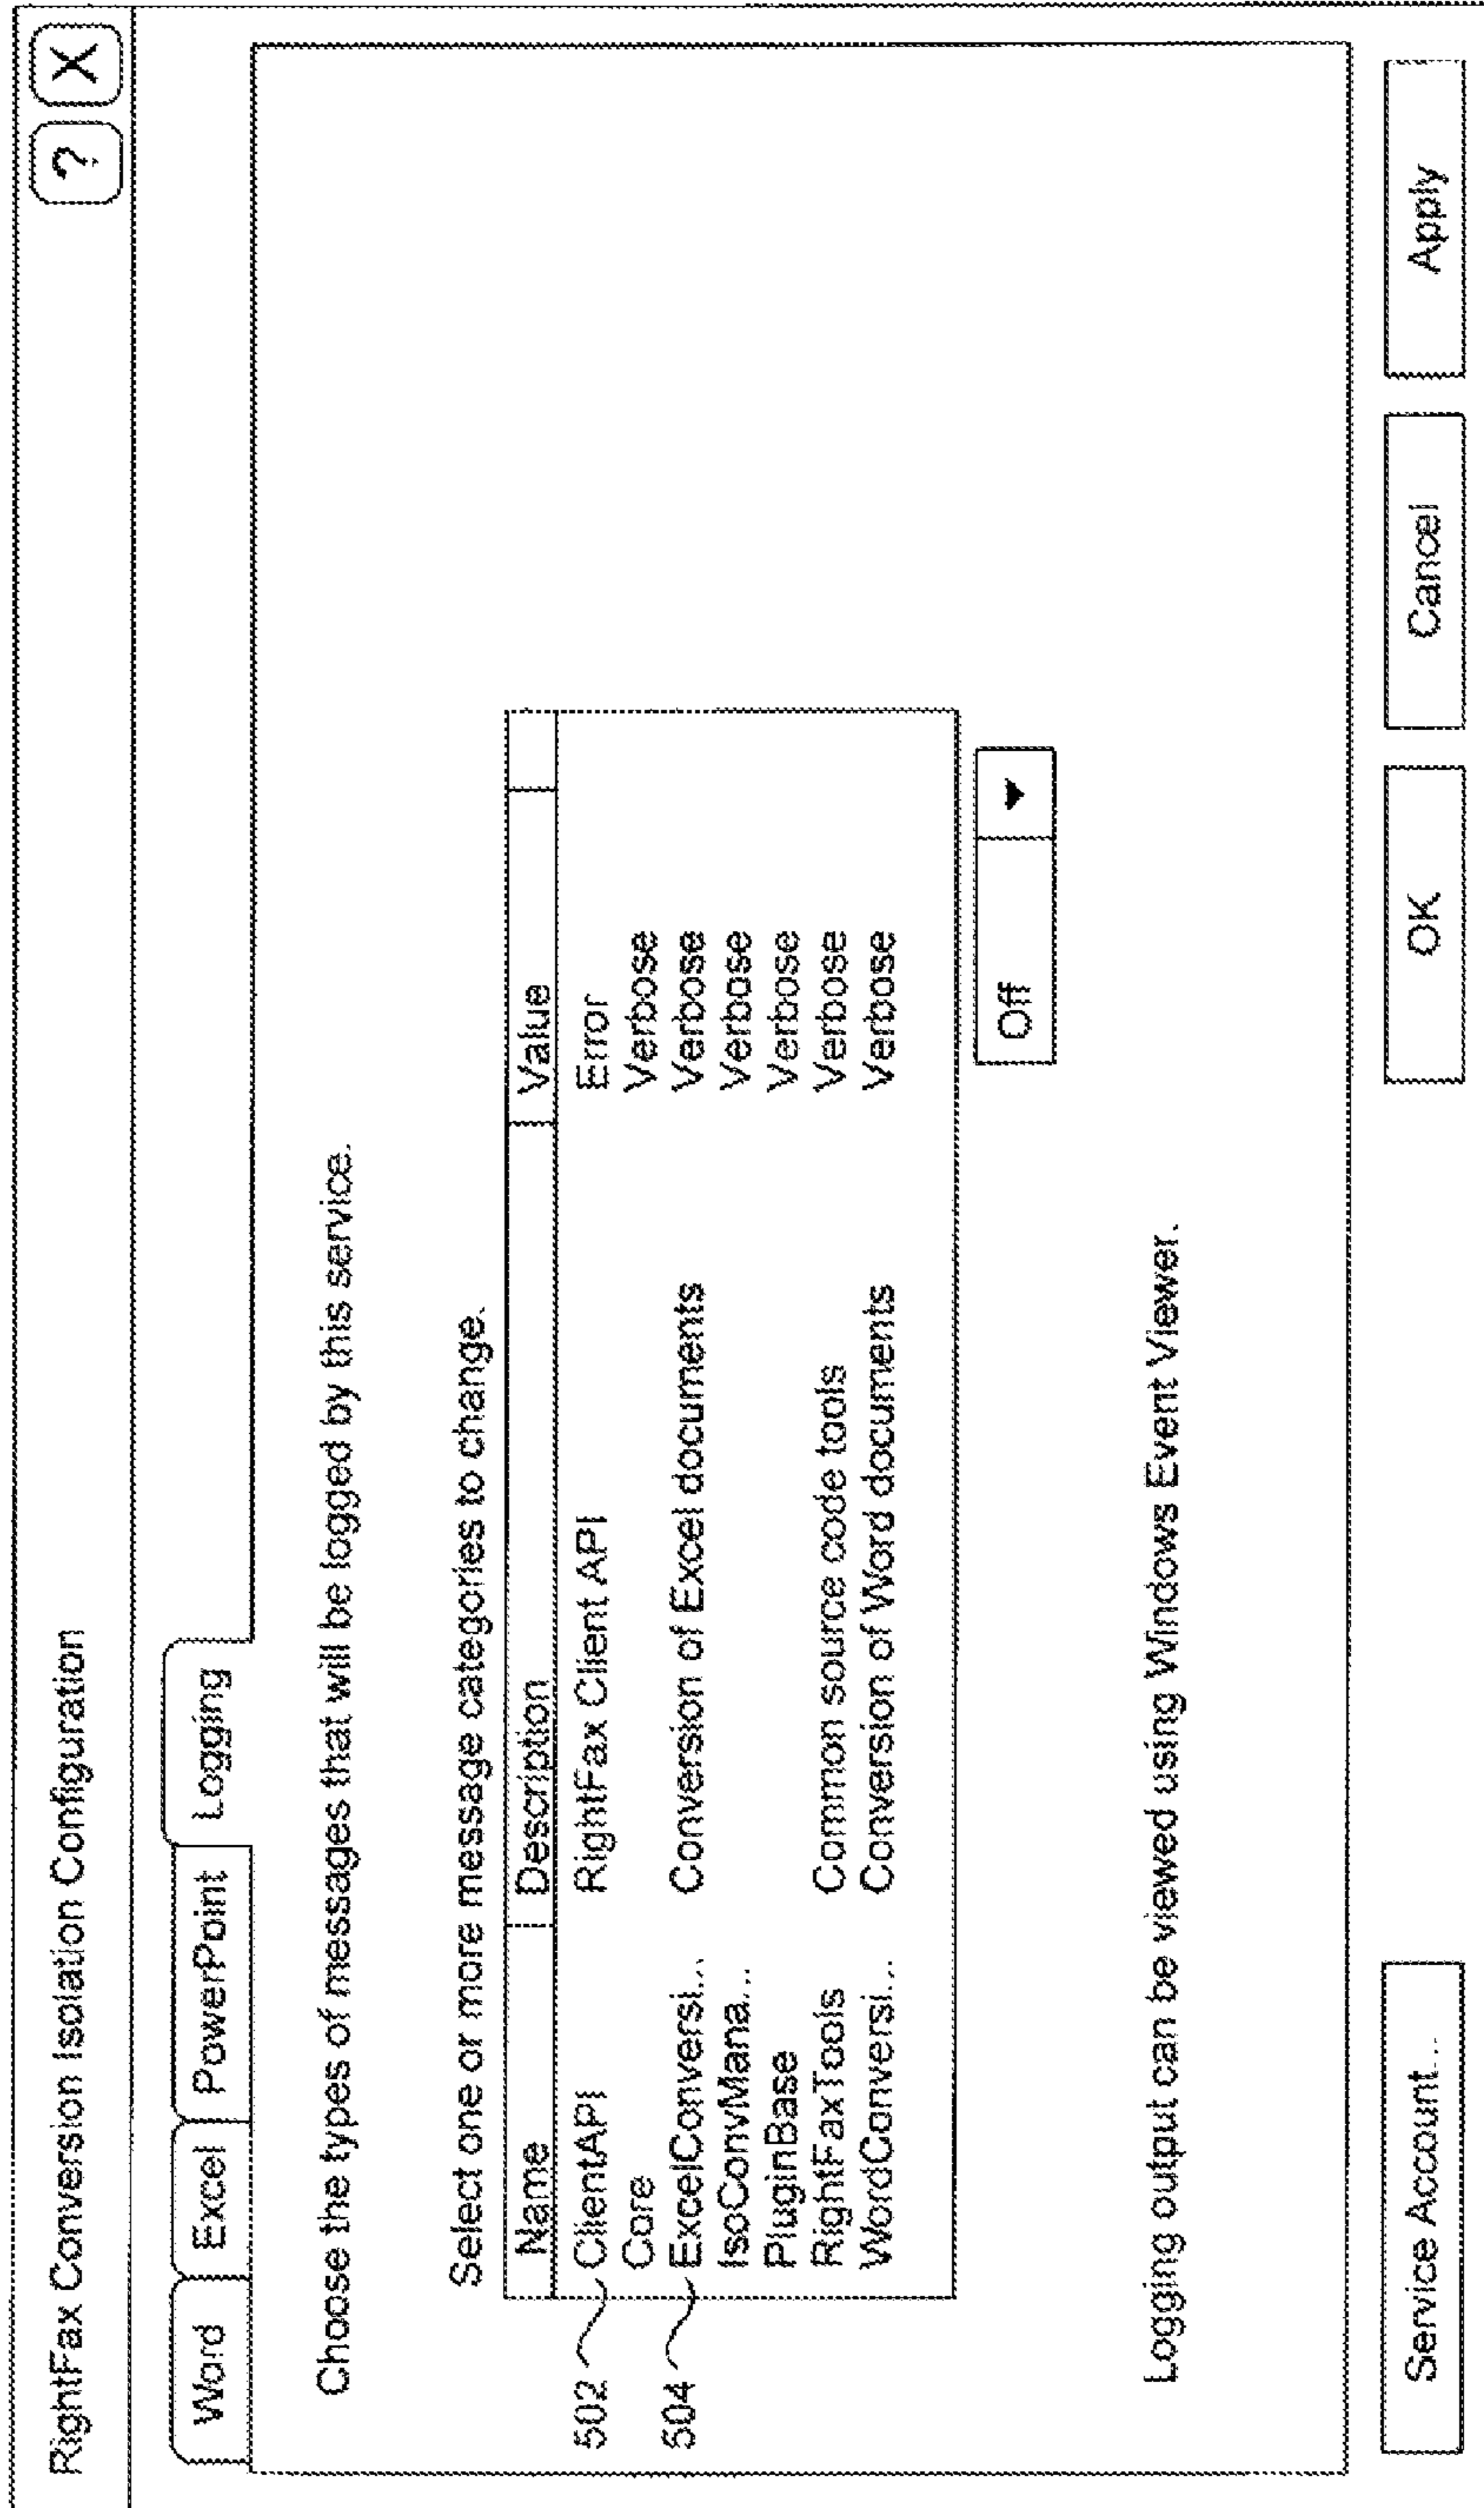 RightFax Conversion Isolation Configuration ? X
Word Excel PowerPoint Logging
Choose the types of messages that will be logged by this service.
Select one or more message categories to change.
Name Description Value
502 ClientAPI RightFax Client API Error
Core Verbose
504 ExcelConversi... Conversion of Excel documents Verbose
IsoConvMana... Verbose
PluginBase Verbose
RightFaxTools Common source code tools Verbose
WordConversi... Conversion of Word documents Verbose
Off
Logging output can be viewed using Windows Event Viewer.
Service Account... OK Cancel Apply